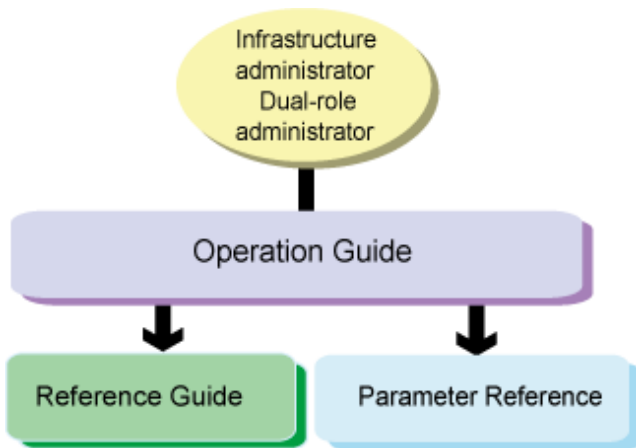 Infrastructure
administrator
Dual-role
administrator
Operation Guide
Reference Guide
Parameter Reference